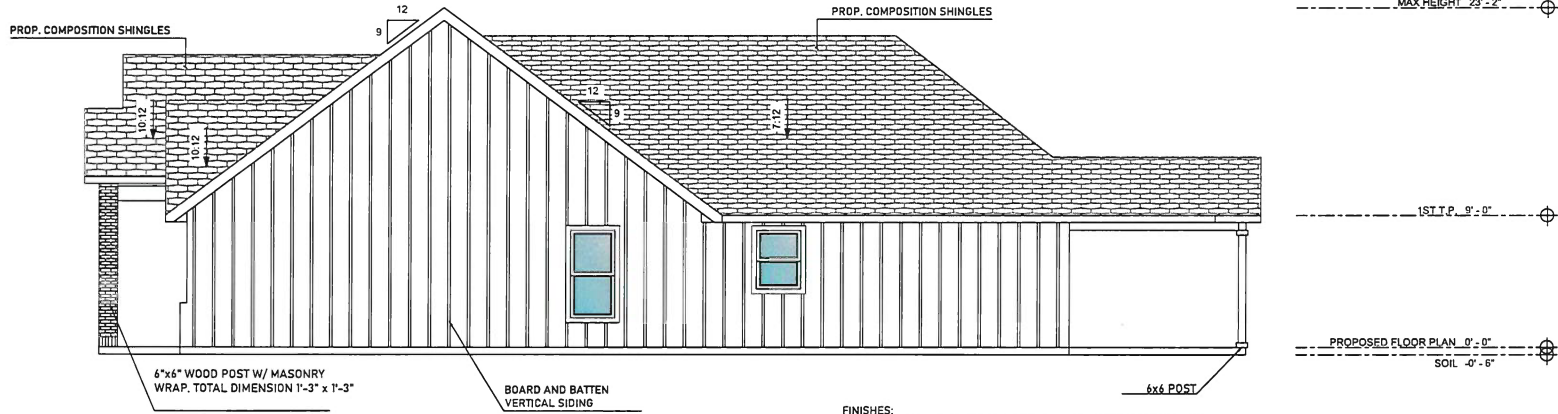 MAX HEIGHT 23'-2"
12
9
PROP. COMPOSITION SHINGLES
PROP. COMPOSITION SHINGLES
12
9
10:12
10:12
7:12
1ST T.P. 9'-0"
PROPOSED FLOOR PLAN 0'-0"
SOIL -0'-6"
6"x6" WOOD POST W/ MASONRY
WRAP. TOTAL DIMENSION 1'-3" x 1'-3"
BOARD AND BATTEN
VERTICAL SIDING
6x6 POST
FINISHES: